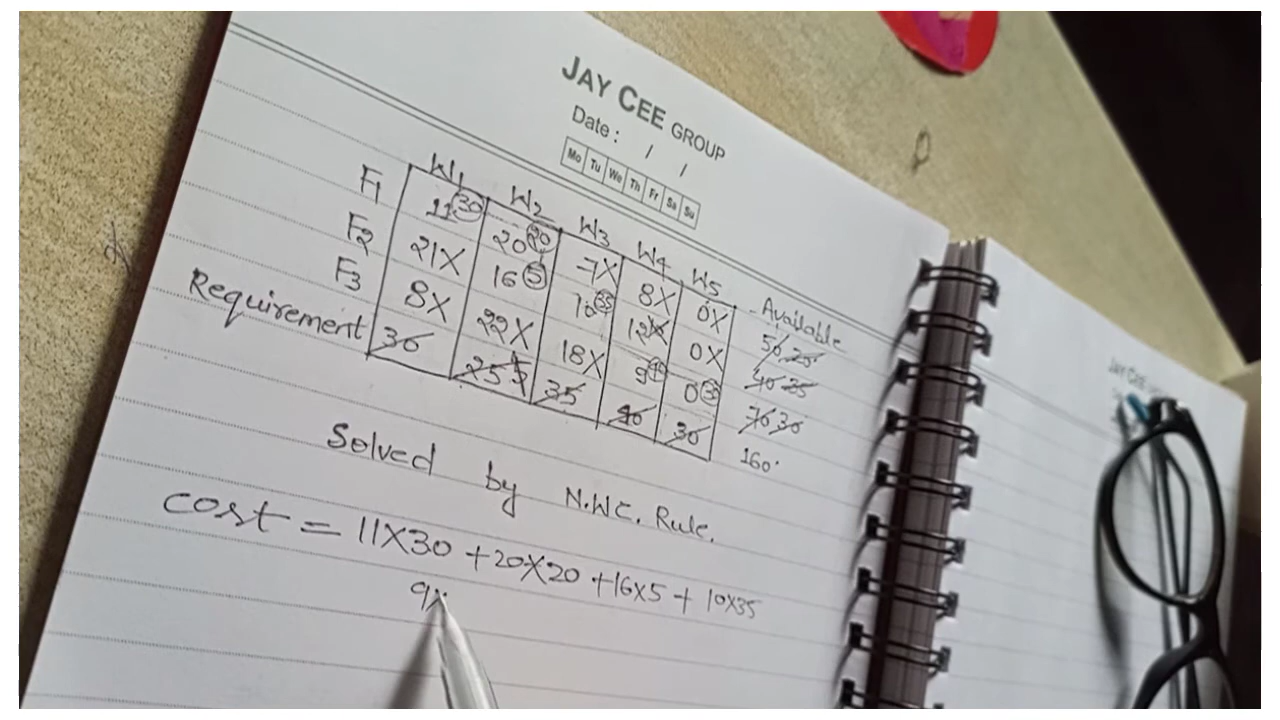 JAY CEE GROUP
Date : / /
Mo Tu We Th Fr Sa Su
W1 W2 W3 W4 W5 Available
F1 11 30 20 20 7X 8X 0X 50 20
F2 21X 16 5 10 35 12X 0X 40 35
F3 8X 22X 18X 9 40 0 30 70 30
Requirement 30 25 5 35 40 30 160
Solved by N.W.C. Rule.
cost = 11X30 + 20X20 + 16X5 + 10X35
9X
JAY CEE